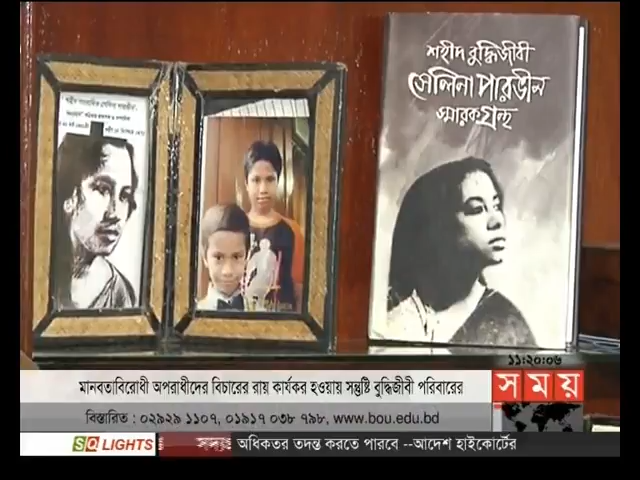 শহীদ বুদ্ধিজীবী
সেলিনা পারভীন
স্মারকগ্রন্থ
১১:২০:০৬
মানবতাবিরোধী অপরাধীদের বিচারের রায় কার্যকর হওয়ায় সন্তুষ্টি বুদ্ধিজীবী পরিবারের
সময়
বিস্তারিত : ০২৯২৯ ১১০৭, ০১৯১৭ ০৩৮ ৭৯৮, www.bou.edu.bd
SQ LIGHTS
অধিকতর তদন্ত করতে পারবে --আদেশ হাইকোর্টের